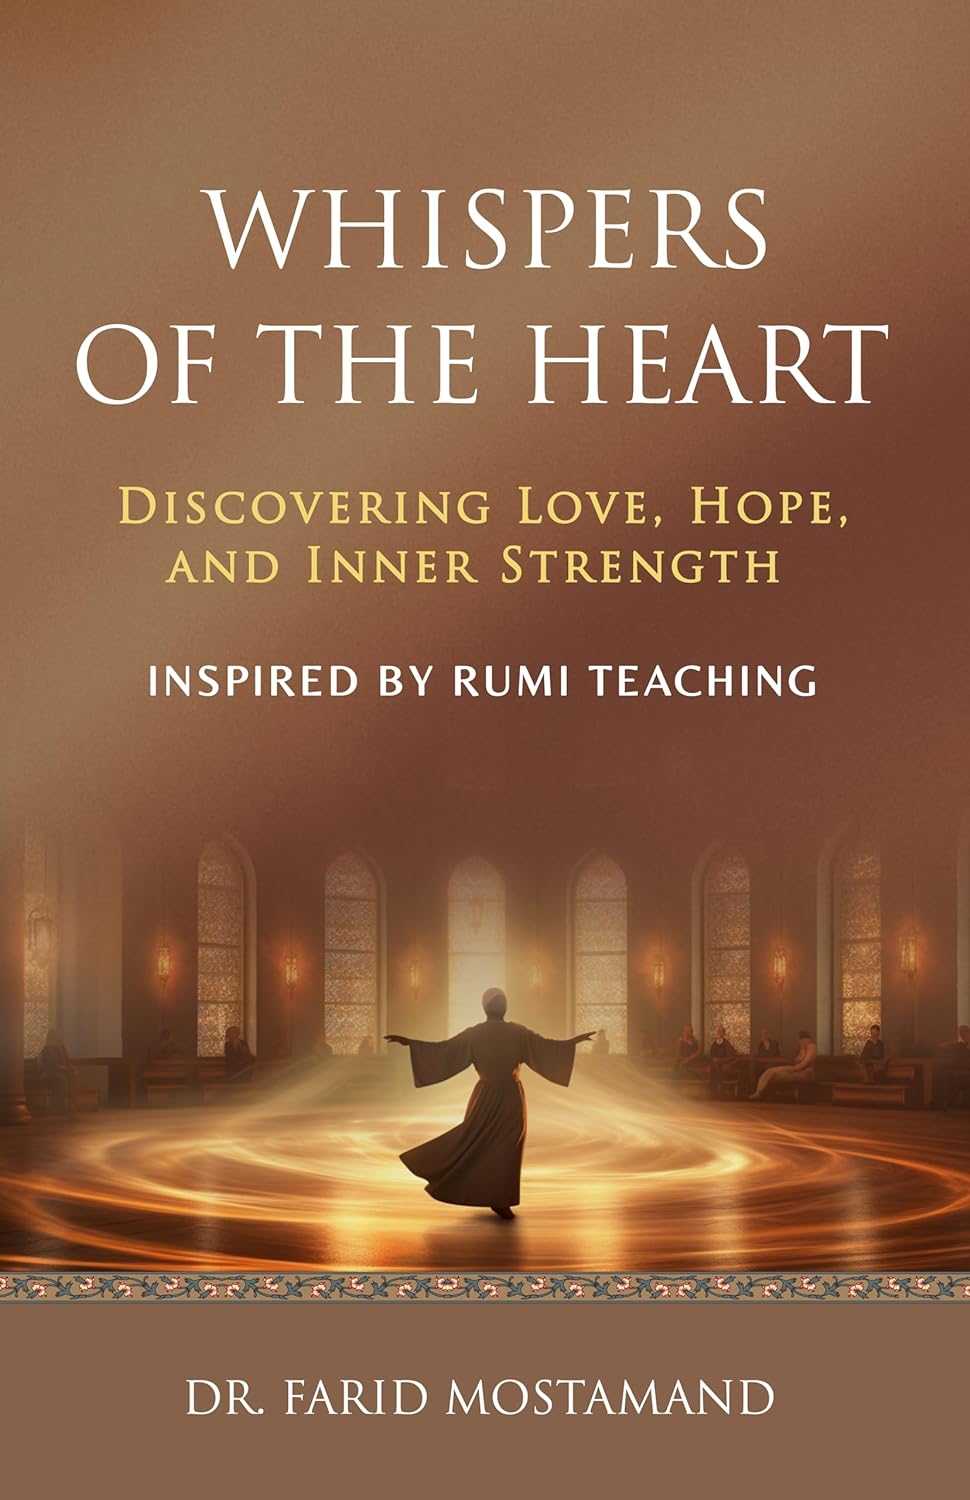 WHISPERS
OF THE HEART
DISCOVERING LOVE, HOPE,
AND INNER STRENGTH
INSPIRED BY RUMI TEACHING
DR. FARID MOSTAMAND